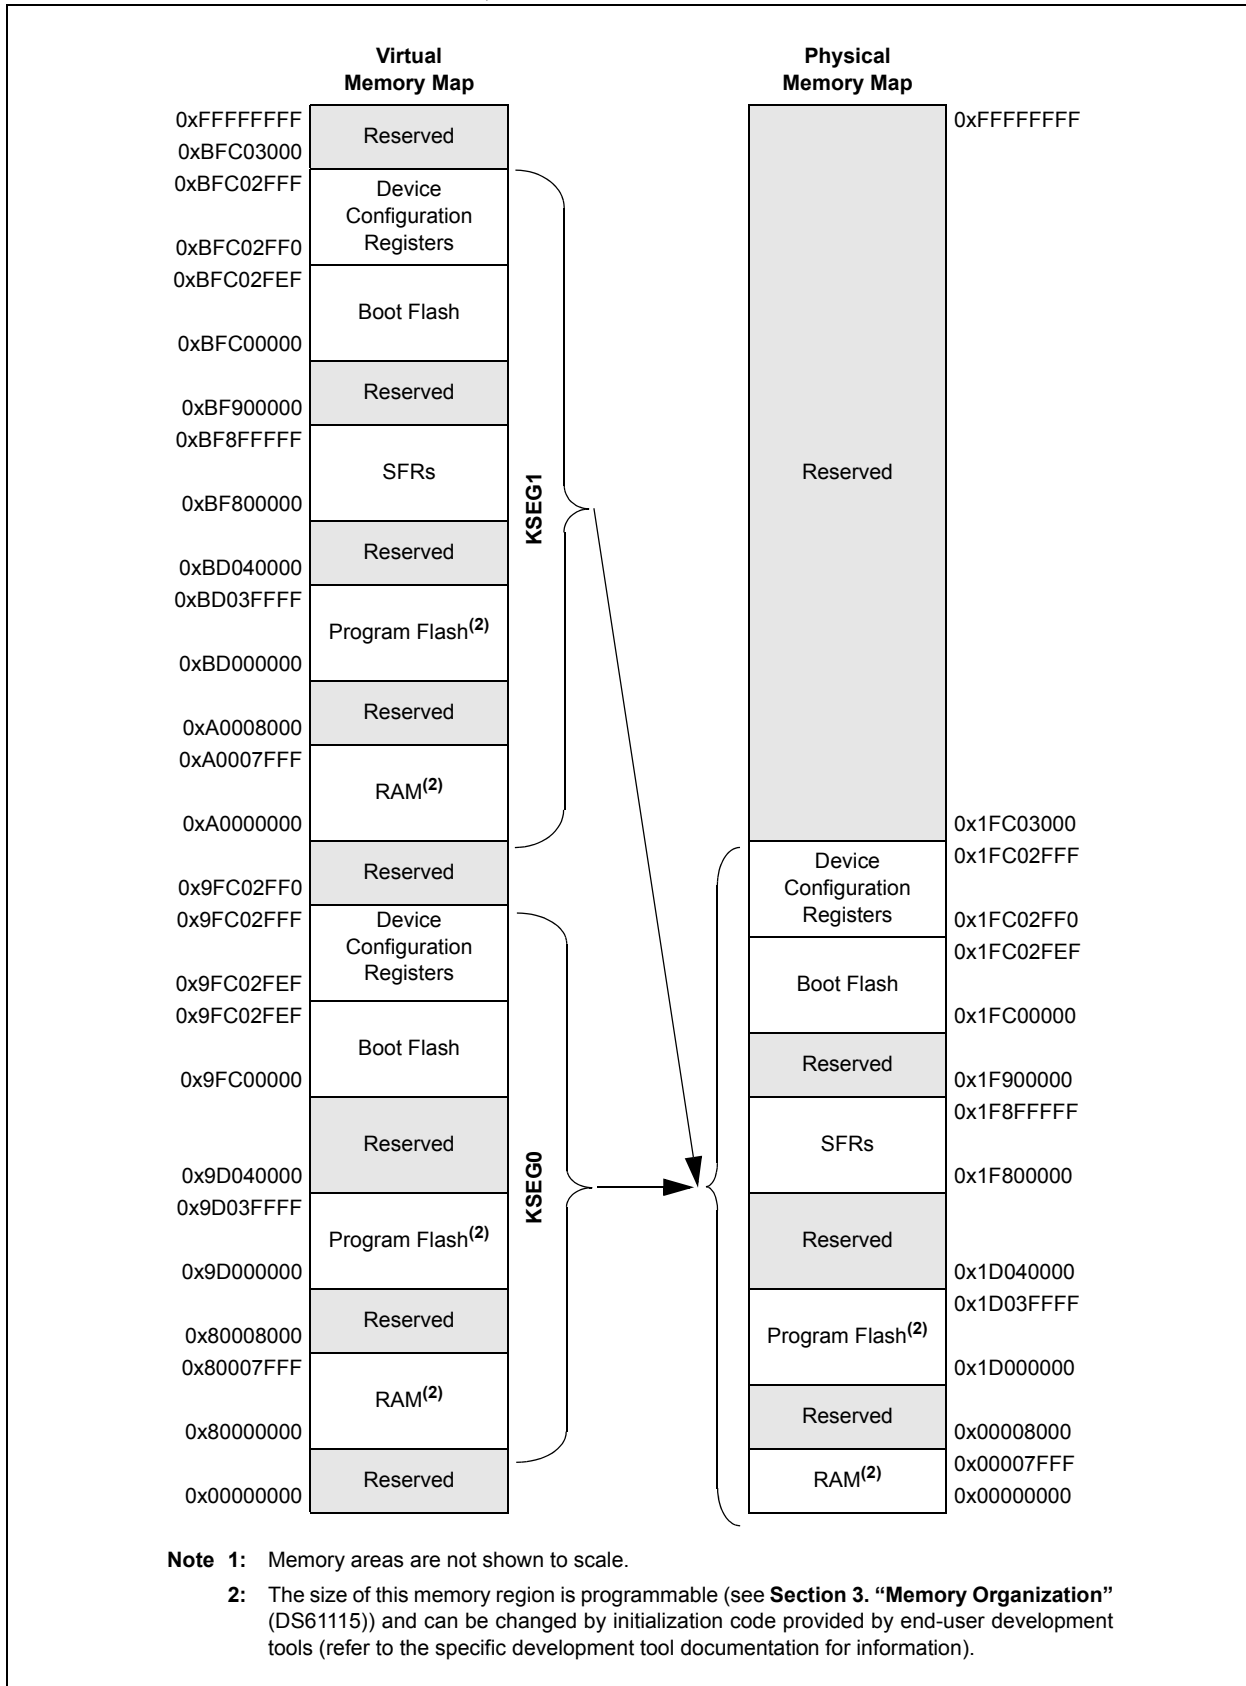 Virtual
Memory Map
0xFFFFFFFF
Reserved
0xBFC03000
0xBFC02FFF
Device
Configuration
Registers
0xBFC02FF0
0xBFC02FEF
Boot Flash
0xBFC00000
Reserved
0xBF900000
0xBF8FFFFF
SFRs
0xBF800000
Reserved
0xBD040000
0xBD03FFFF
Program Flash(2)
0xBD000000
Reserved
0xA0008000
0xA0007FFF
RAM(2)
0xA0000000
KSEG1
Reserved
0x9FC02FF0
0x9FC02FFF
Device
Configuration
Registers
0x9FC02FEF
0x9FC02FEF
Boot Flash
0x9FC00000
Reserved
0x9D040000
0x9D03FFFF
Program Flash(2)
0x9D000000
Reserved
0x80008000
0x80007FFF
RAM(2)
0x80000000
KSEG0
Reserved
0x00000000
Physical
Memory Map
0xFFFFFFFF
Reserved
0x1FC03000
0x1FC02FFF
Device
Configuration
Registers
0x1FC02FF0
0x1FC02FEF
Boot Flash
0x1FC00000
Reserved
0x1F900000
0x1F8FFFFF
SFRs
0x1F800000
Reserved
0x1D040000
0x1D03FFFF
Program Flash(2)
0x1D000000
Reserved
0x00008000
0x00007FFF
RAM(2)
0x00000000
Note 1: Memory areas are not shown to scale.
2: The size of this memory region is programmable (see Section 3. “Memory Organization”
(DS61115)) and can be changed by initialization code provided by end-user development
tools (refer to the specific development tool documentation for information).